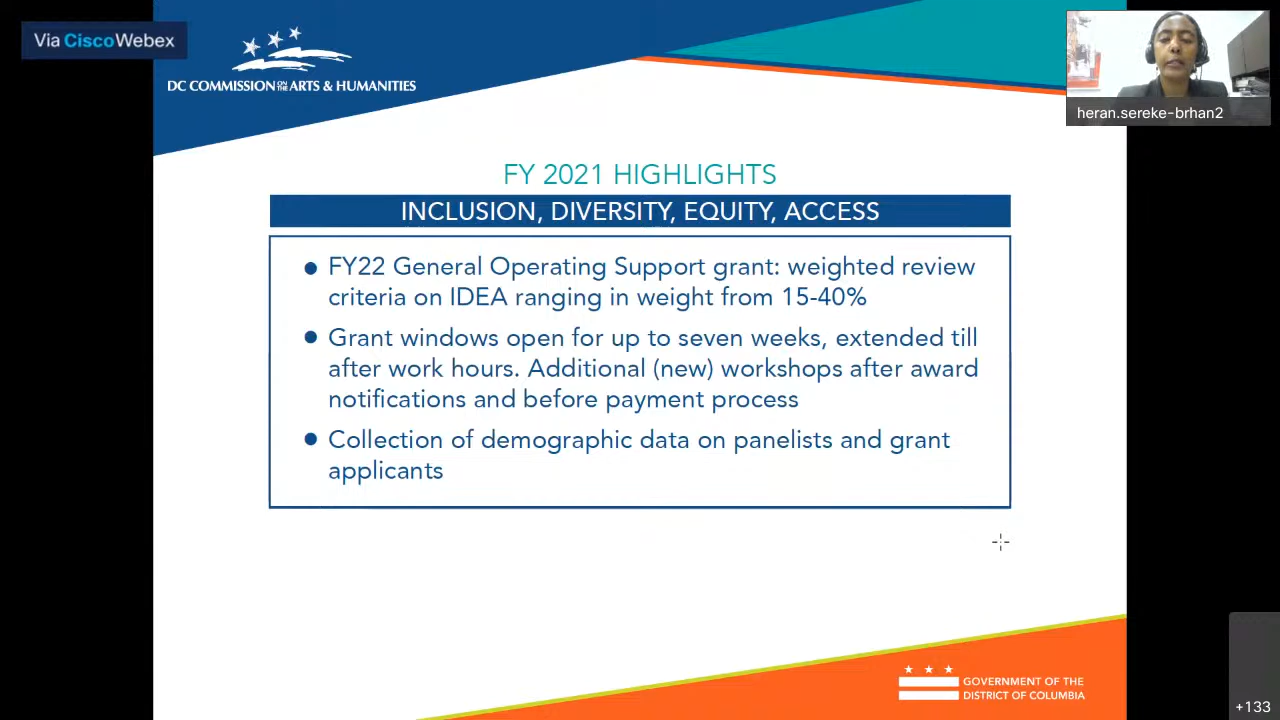 Via CiscoWebex
DC COMMISSION ON THE ARTS & HUMANITIES
heran.sereke-brhan2
FY 2021 HIGHLIGHTS
INCLUSION, DIVERSITY, EQUITY, ACCESS
● FY22 General Operating Support grant: weighted review
criteria on IDEA ranging in weight from 15-40%
● Grant windows open for up to seven weeks, extended till
after work hours. Additional (new) workshops after award
notifications and before payment process
● Collection of demographic data on panelists and grant
applicants
GOVERNMENT OF THE
DISTRICT OF COLUMBIA
+133